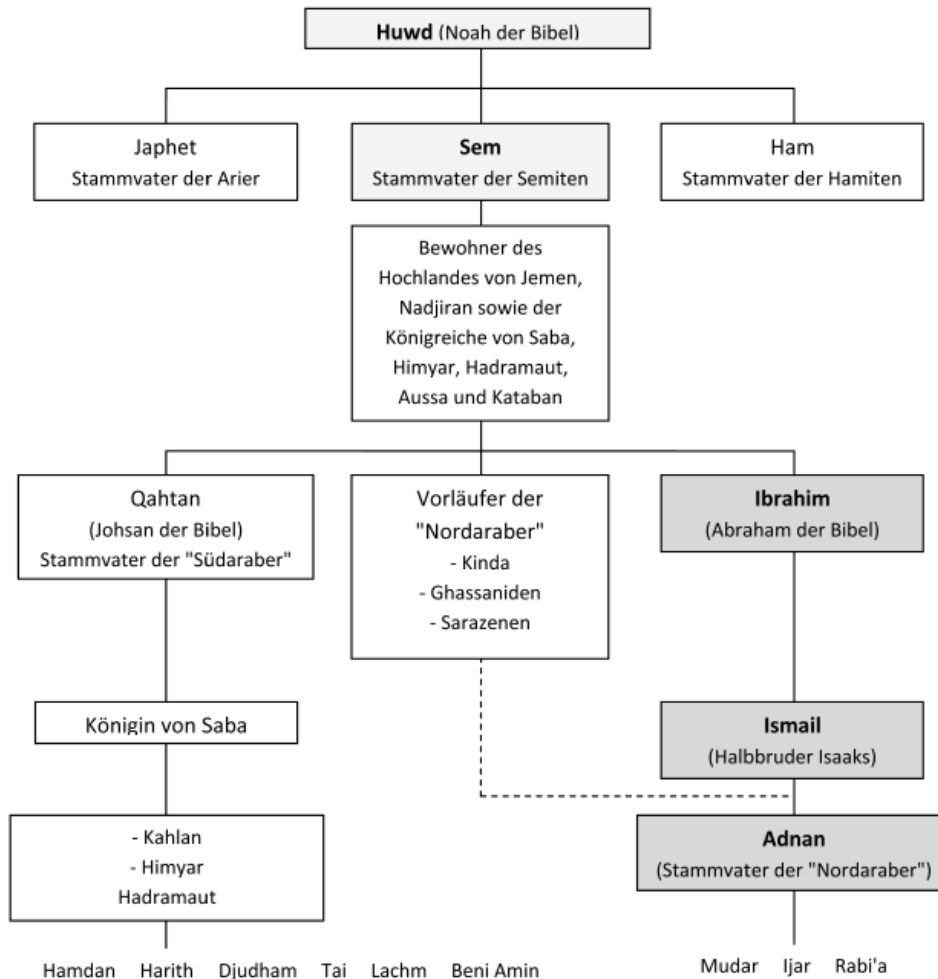 Huwd (Noah der Bibel)
Japhet
Stammvater der Arier
Sem
Stammvater der Semiten
Ham
Stammvater der Hamiten
Bewohner des
Hochlandes von Jemen,
Nadjiran sowie der
Königreiche von Saba,
Himyar, Hadramaut,
Aussa und Kataban
Qahtan
(Johsan der Bibel)
Stammvater der "Südaraber"
Vorläufer der
"Nordaraber"
- Kinda
- Ghassaniden
- Sarazenen
Ibrahim
(Abraham der Bibel)
Königin von Saba
Ismail
(Halbbruder Isaaks)
- Kahlan
- Himyar
Hadramaut
Adnan
(Stammvater der "Nordaraber")
Hamdan Harith Djudham Tai Lachm Beni Amin
Mudar Ijar Rabi'a